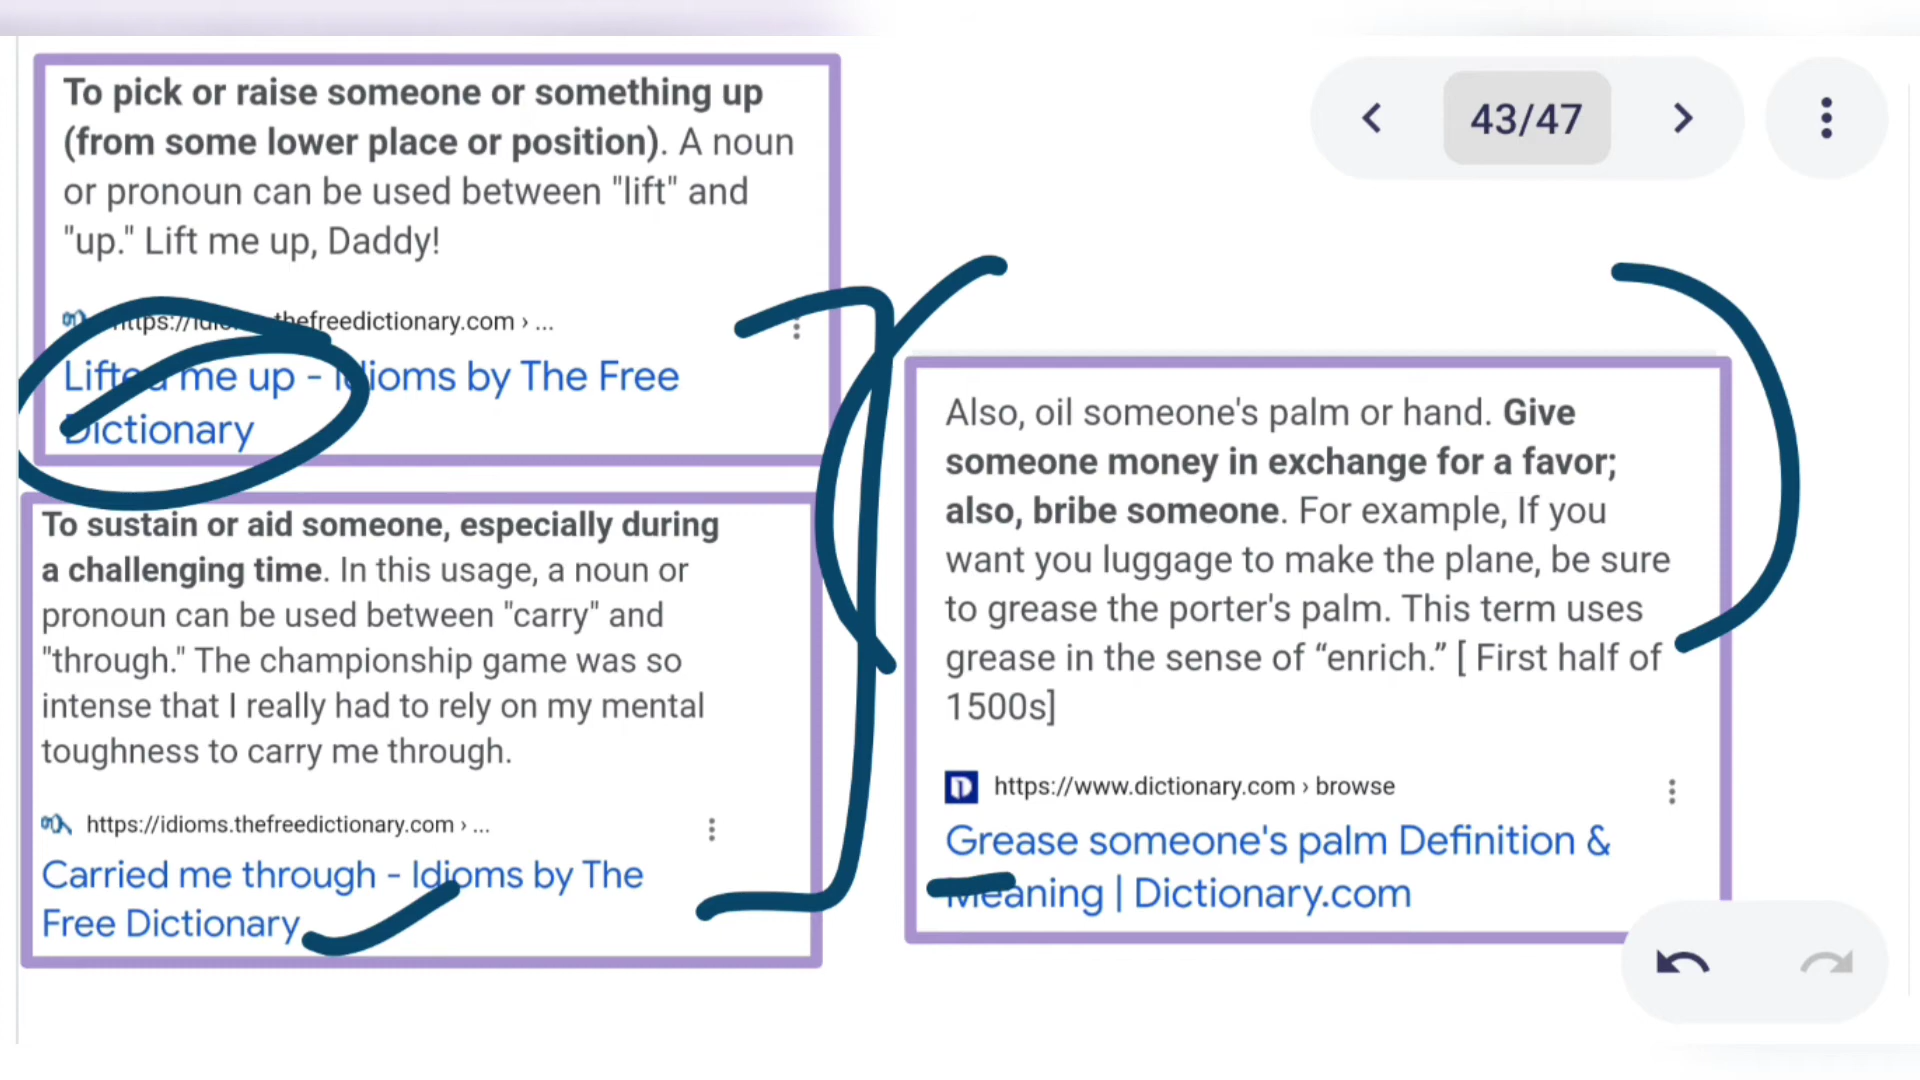 To pick or raise someone or something up
(from some lower place or position). A noun
or pronoun can be used between "lift" and
"up." Lift me up, Daddy!
thefreedictionary.com › ...
Lifted me up - Idioms by The Free
Dictionary
To sustain or aid someone, especially during
a challenging time. In this usage, a noun or
pronoun can be used between "carry" and
"through." The championship game was so
intense that I really had to rely on my mental
toughness to carry me through.
https://idioms.thefreedictionary.com › ...
Carried me through - Idioms by The
Free Dictionary
43/47
Also, oil someone's palm or hand. Give
someone money in exchange for a favor;
also, bribe someone. For example, If you
want you luggage to make the plane, be sure
to grease the porter's palm. This term uses
grease in the sense of “enrich.” [ First half of
1500s]
https://www.dictionary.com › browse
Grease someone's palm Definition &
Meaning | Dictionary.com